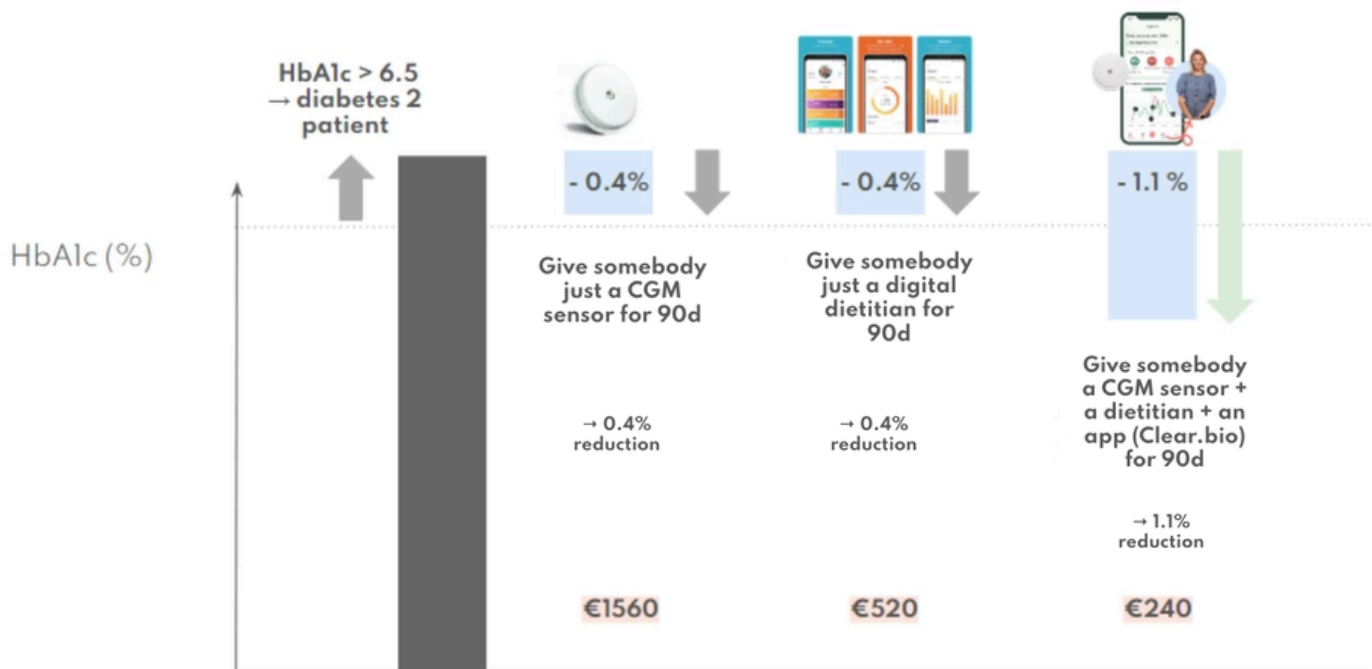 HbA1c > 6.5
→ diabetes 2
patient
HbA1c (%)
- 0.4%
Give somebody
just a CGM
sensor for 90d
→ 0.4%
reduction
€1560
- 0.4%
Give somebody
just a digital
dietitian for
90d
→ 0.4%
reduction
€520
- 1.1 %
Give somebody
a CGM sensor +
a dietitian + an
app (Clear.bio)
for 90d
→ 1.1%
reduction
€240